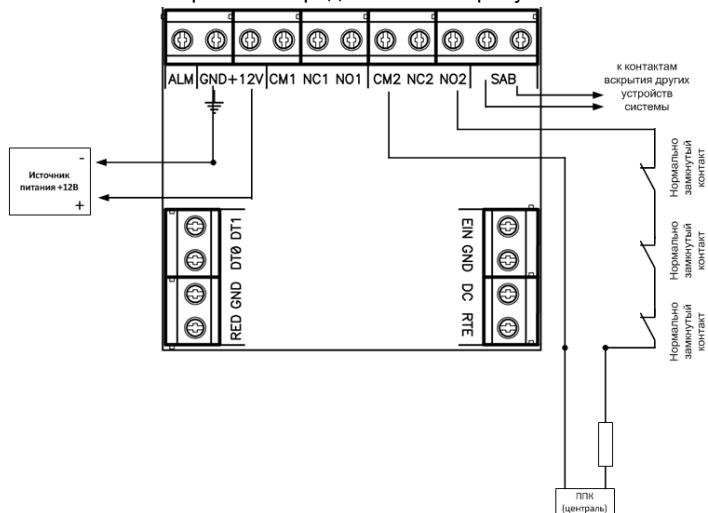 ALM GND +12V CM1 NC1 NO1 CM2 NC2 NO2 SAB
к контактам
вскрытия других
устройств
системы
-
Источник
питания +12В
+
Нормально
замкнутый
контакт
Нормально
замкнутый
контакт
Нормально
замкнутый
контакт
RED GND DT0 DT1
EIN GND DC RTE
ППК
(централь)